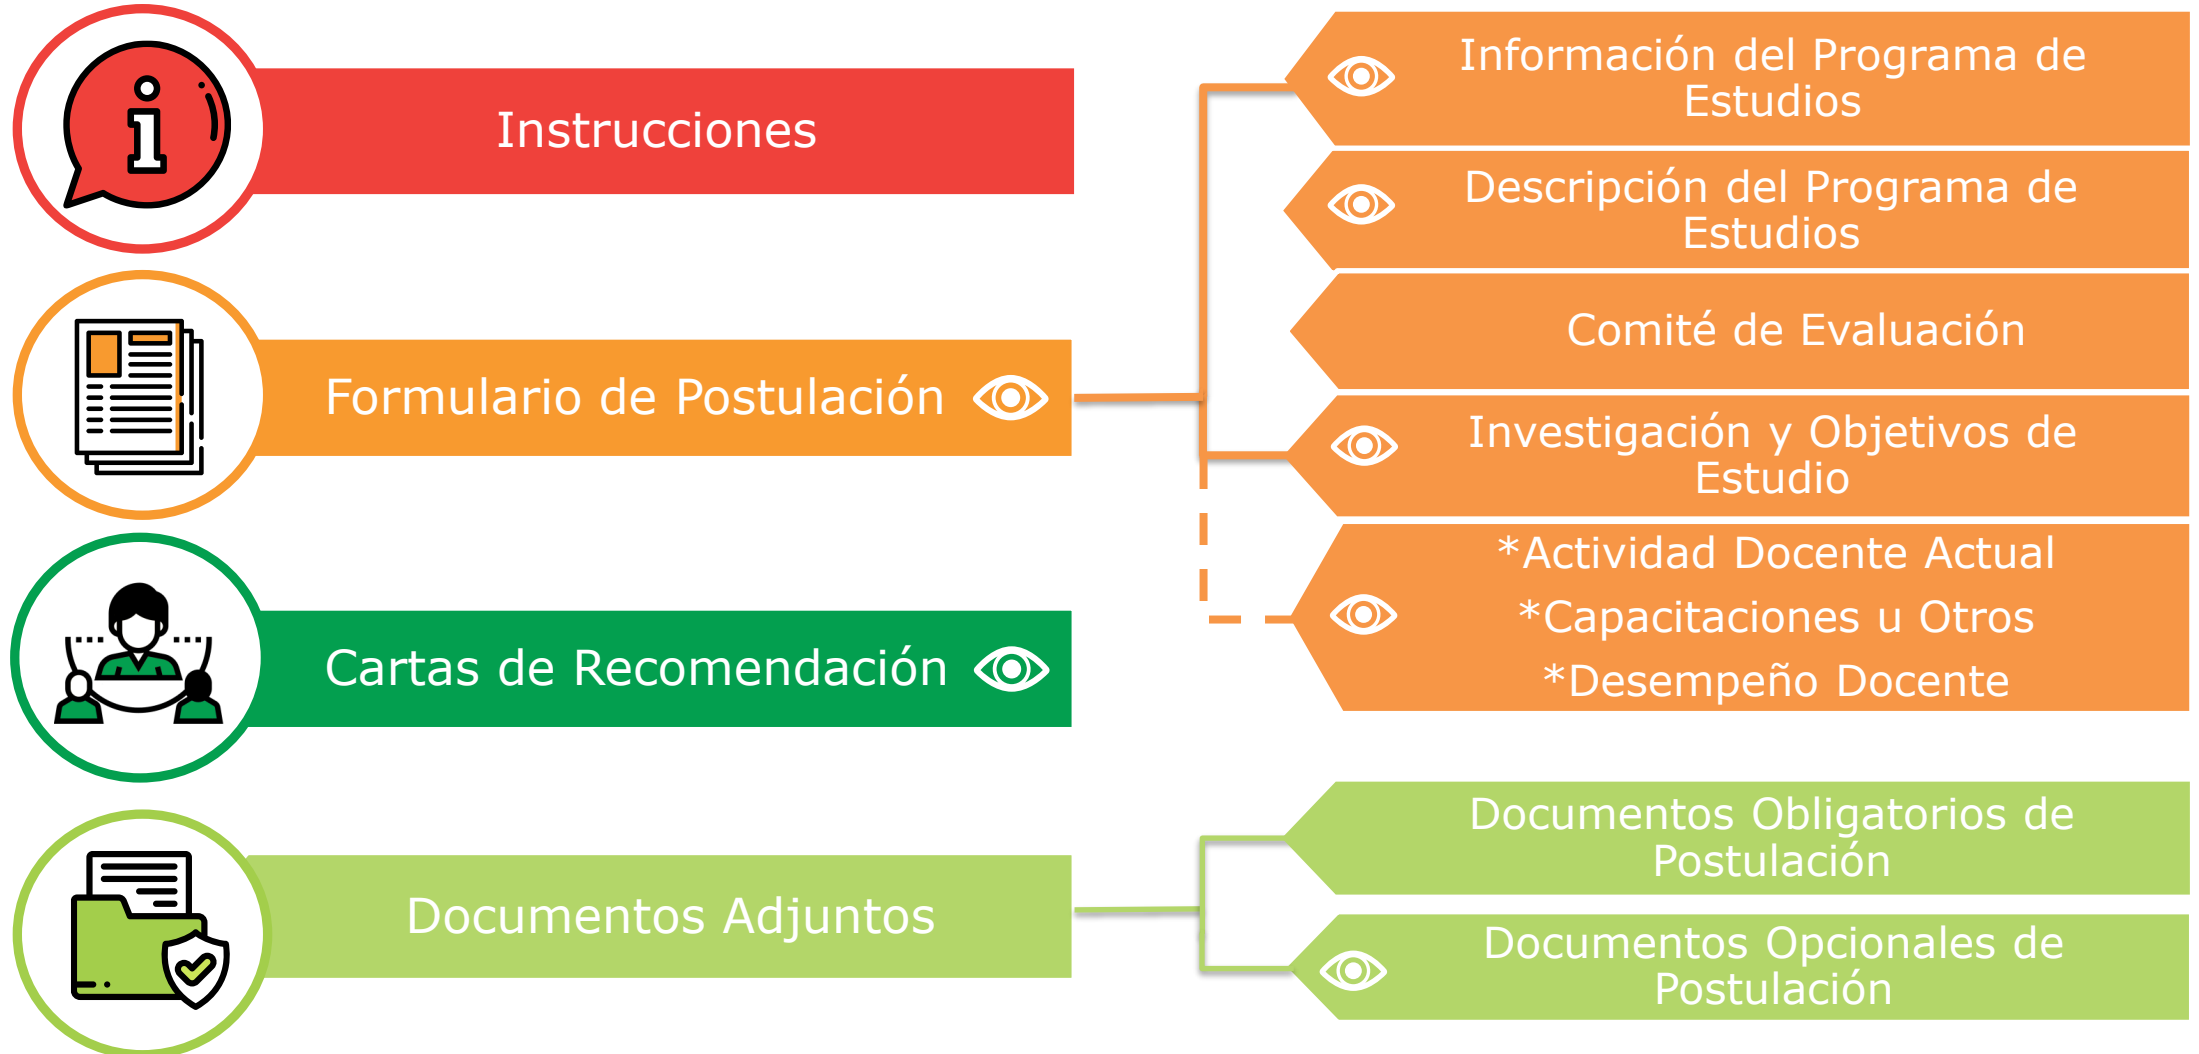 Instrucciones
Formulario de Postulación
Cartas de Recomendación
Documentos Adjuntos
Información del Programa de
Estudios
Descripción del Programa de
Estudios
Comité de Evaluación
Investigación y Objetivos de
Estudio
*Actividad Docente Actual
*Capacitaciones u Otros
*Desempeño Docente
Documentos Obligatorios de
Postulación
Documentos Opcionales de
Postulación